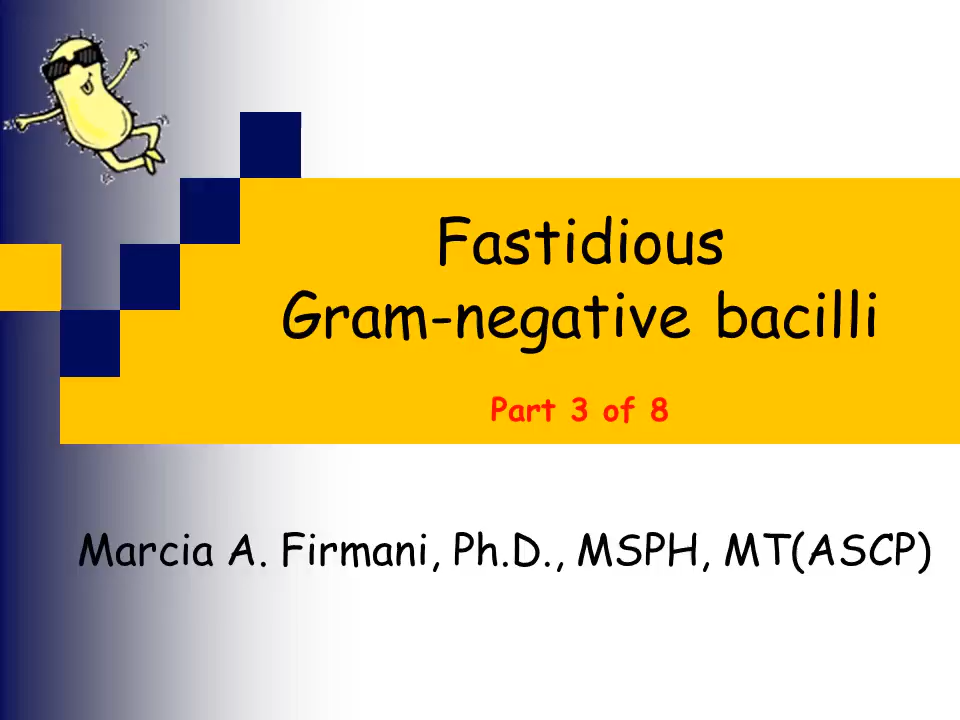 Fastidious
Gram-negative bacilli
Part 3 of 8
Marcia A. Firmani, Ph.D., MSPH, MT(ASCP)